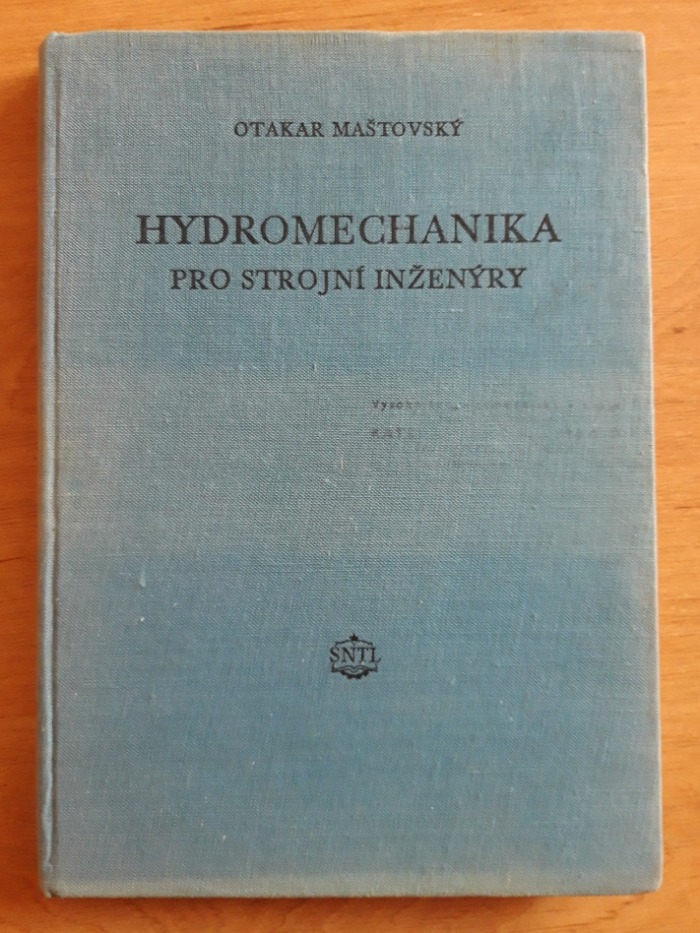 OTAKAR MAŠTOVSKÝ
HYDROMECHANIKA
PRO STROJNÍ INŽENÝRY
SNTL